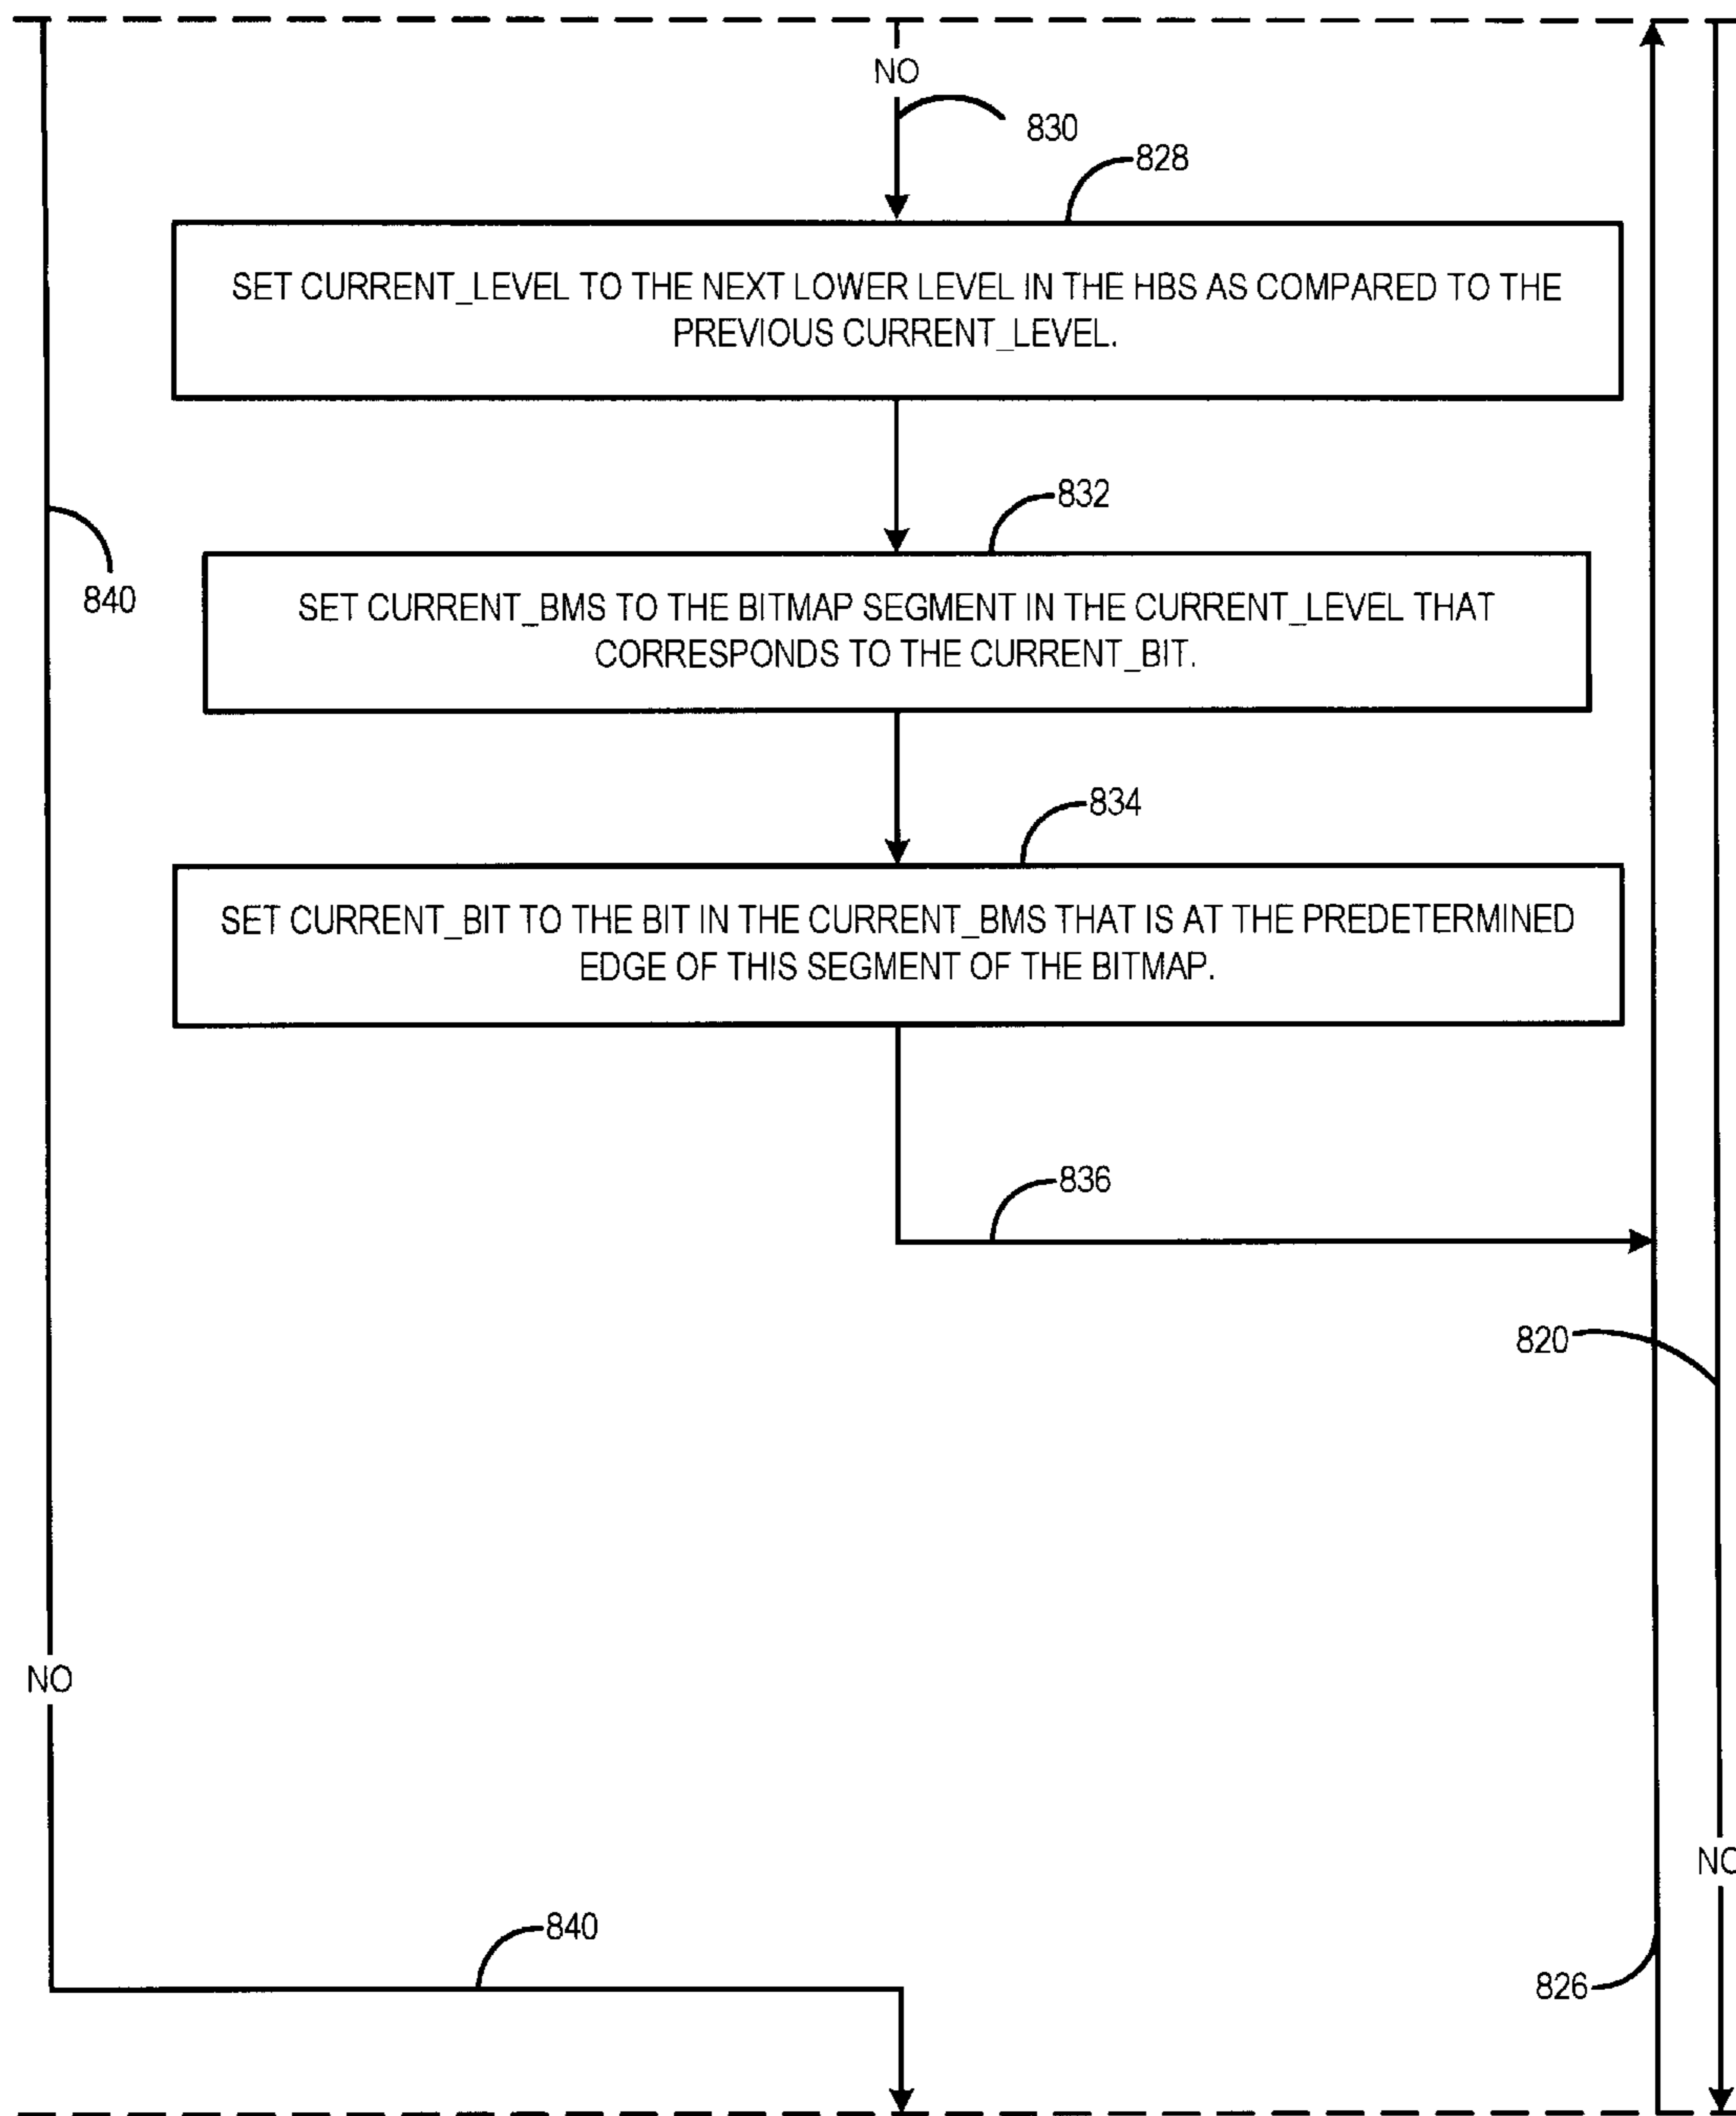 NO
830
828
SET CURRENT_LEVEL TO THE NEXT LOWER LEVEL IN THE HBS AS COMPARED TO THE
PREVIOUS CURRENT_LEVEL.
832
840
SET CURRENT_BMS TO THE BITMAP SEGMENT IN THE CURRENT_LEVEL THAT
CORRESPONDS TO THE CURRENT_BIT.
834
SET CURRENT_BIT TO THE BIT IN THE CURRENT_BMS THAT IS AT THE PREDETERMINED
EDGE OF THIS SEGMENT OF THE BITMAP.
836
820
NO
NO
840
826